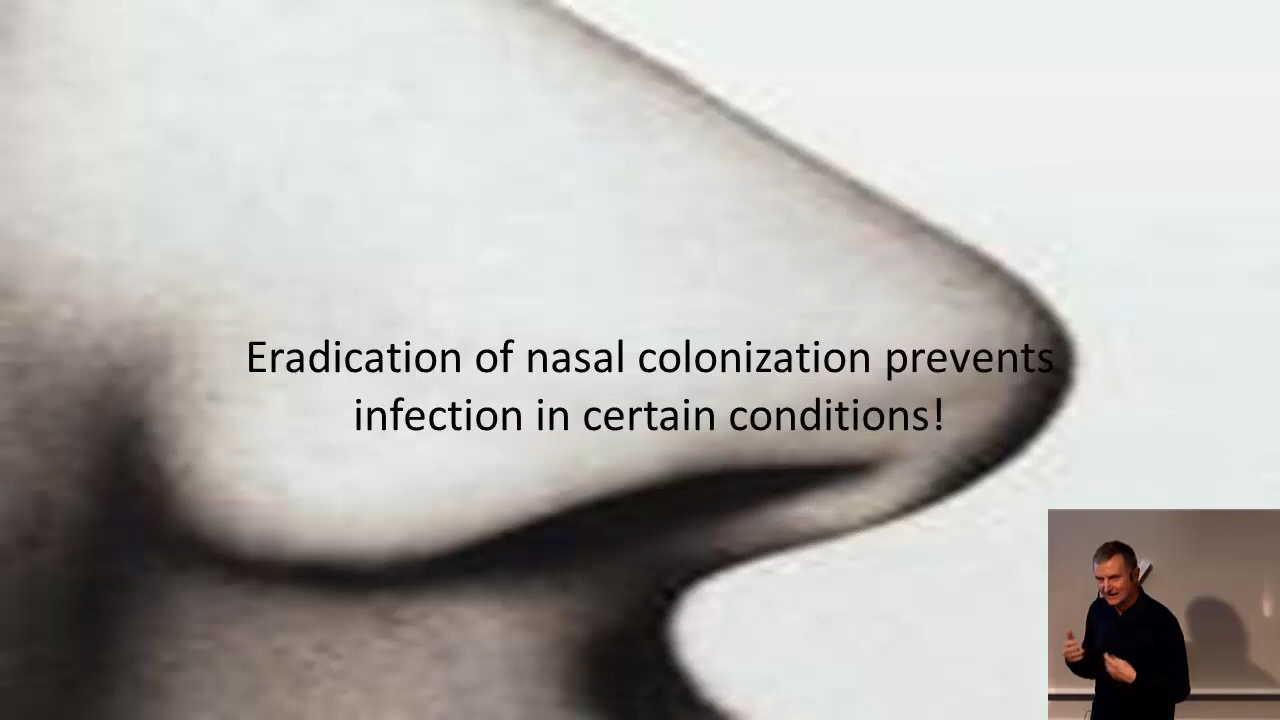 Eradication of nasal colonization prevents
infection in certain conditions!